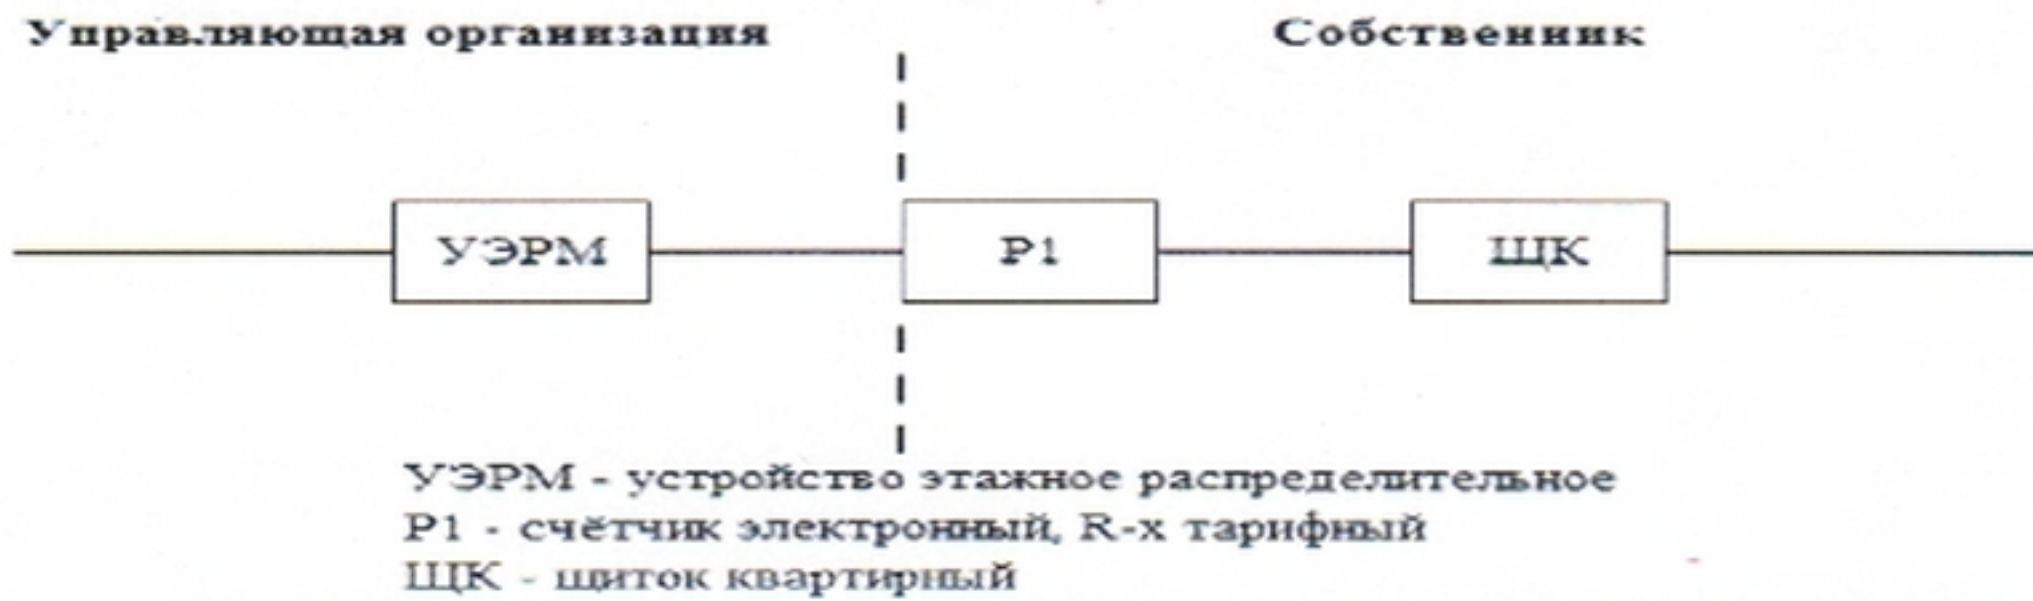 Управляющая организация
Собственник
УЭРМ
Р1
ЩК
УЭРМ - устройство этажное распределительное
Р1 - счётчик электронный, R-х тарифный
ЩК - щиток квартирный